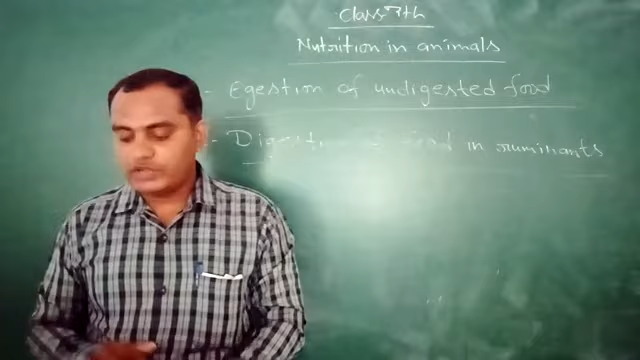 Class 7th
Nutrition in animals
- Egestion of undigested food
- in ruminants